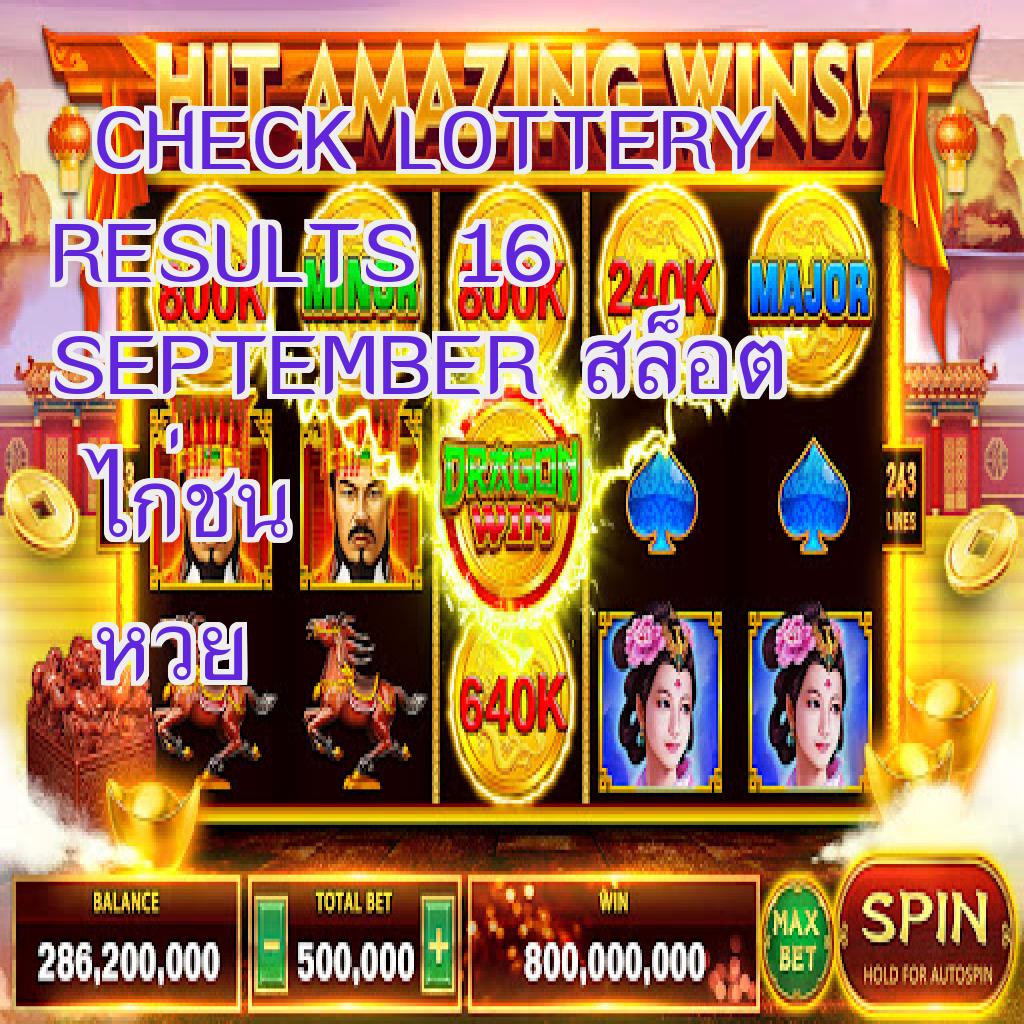 HIT AMAZING WINS!
CHECK LOTTERY
RESULTS 16
SEPTEMBER สล็อต
ไก่ชน
หวย
800K MINOR 800K 240K MAJOR
DRAGON
WIN
243
LINES
640K
BALANCE
286,200,000
TOTAL BET
- 500,000 +
WIN
800,000,000
MAX
BET
SPIN
HOLD FOR AUTOSPIN